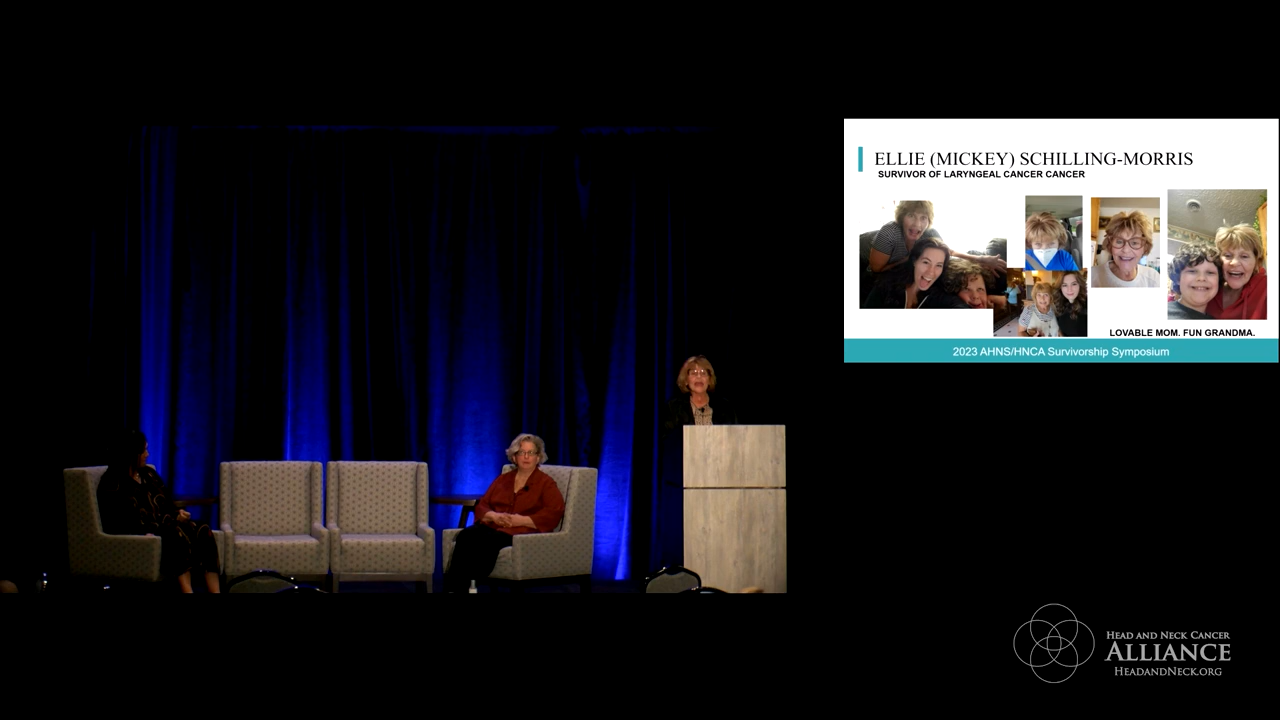 ELLIE (MICKEY) SCHILLING-MORRIS
SURVIVOR OF LARYNGEAL CANCER CANCER
LOVABLE MOM. FUN GRANDMA.
2023 AHNS/HNCA Survivorship Symposium
HEAD AND NECK CANCER
ALLIANCE
HEADANDNECK.ORG